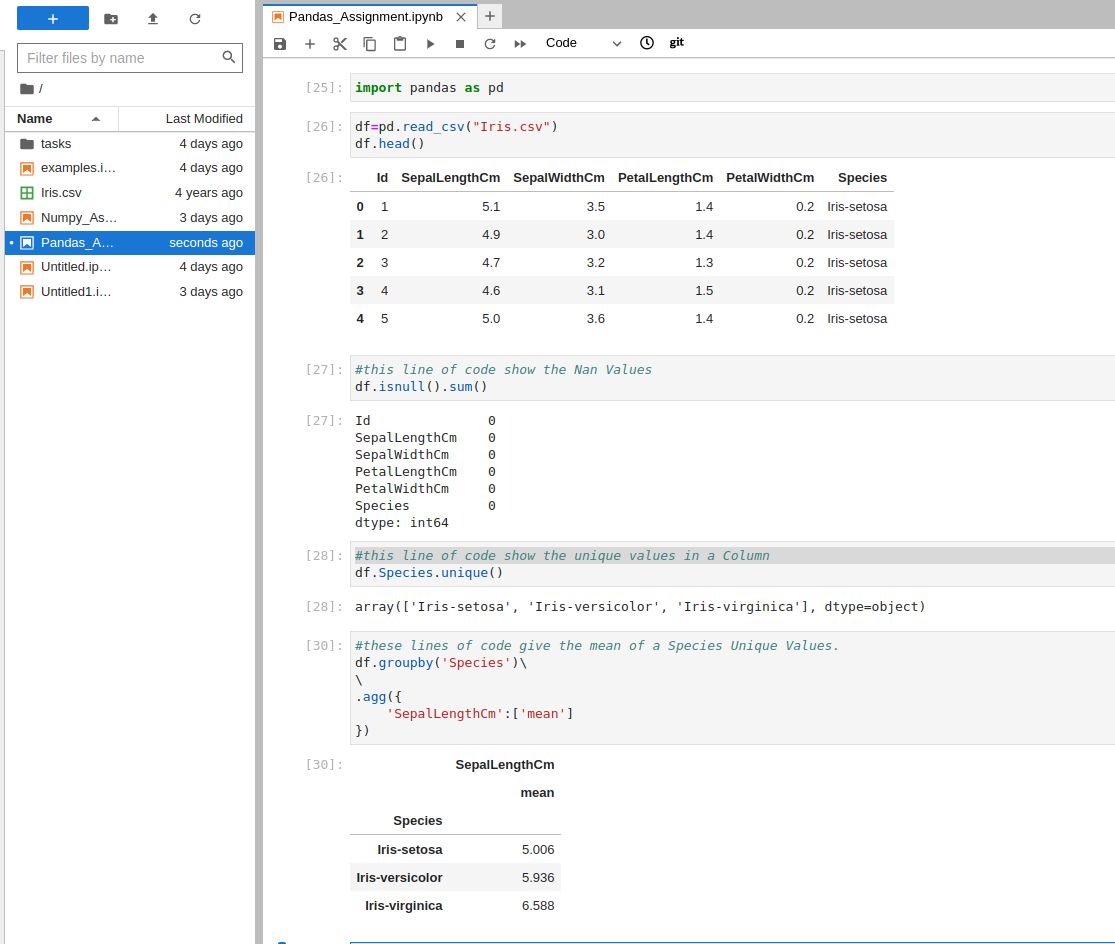 Filter files by name
/
Name Last Modified
tasks 4 days ago
examples.i… 4 days ago
Iris.csv 4 years ago
Numpy_As… 3 days ago
Pandas_A… seconds ago
Untitled.ip… 4 days ago
Untitled1.i… 3 days ago
Pandas_Assignment.ipynb
Code git
[25]: import pandas as pd
[26]: df=pd.read_csv("Iris.csv")
df.head()
[26]: Id SepalLengthCm SepalWidthCm PetalLengthCm PetalWidthCm Species
0 1 5.1 3.5 1.4 0.2 Iris-setosa
1 2 4.9 3.0 1.4 0.2 Iris-setosa
2 3 4.7 3.2 1.3 0.2 Iris-setosa
3 4 4.6 3.1 1.5 0.2 Iris-setosa
4 5 5.0 3.6 1.4 0.2 Iris-setosa
[27]: #this line of code show the Nan Values
df.isnull().sum()
[27]: Id 0
SepalLengthCm 0
SepalWidthCm 0
PetalLengthCm 0
PetalWidthCm 0
Species 0
dtype: int64
[28]: #this line of code show the unique values in a Column
df.Species.unique()
[28]: array(['Iris-setosa', 'Iris-versicolor', 'Iris-virginica'], dtype=object)
[30]: #these lines of code give the mean of a Species Unique Values.
df.groupby('Species')\
\
.agg({
'SepalLengthCm':['mean']
})
[30]: SepalLengthCm
mean
Species
Iris-setosa 5.006
Iris-versicolor 5.936
Iris-virginica 6.588